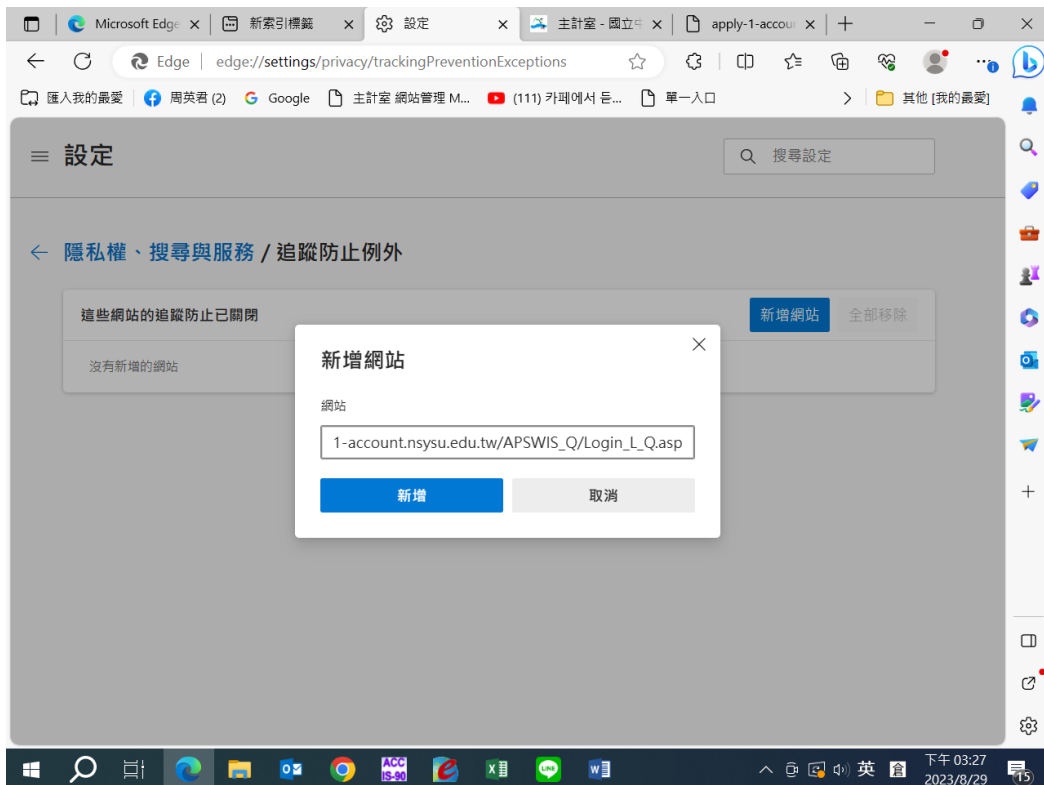 Microsoft Edge
新索引標籤
設定
主計室 - 國立中
apply-1-accour
Edge
edge://settings/privacy/trackingPreventionExceptions
匯入我的最愛
周英君 (2)
Google
主計室 網站管理 M...
(111) 카페에서 듣...
單一入口
其他 [我的最愛]
設定
搜尋設定
隱私權、搜尋與服務 / 追蹤防止例外
這些網站的追蹤防止已關閉
新增網站
全部移除
沒有新增的網站
新增網站
網站
1-account.nsysu.edu.tw/APSWIS_Q/Login_L_Q.asp
新增
取消
ACC
IS-90
LINE
英
倉
下午 03:27
2023/8/29
15